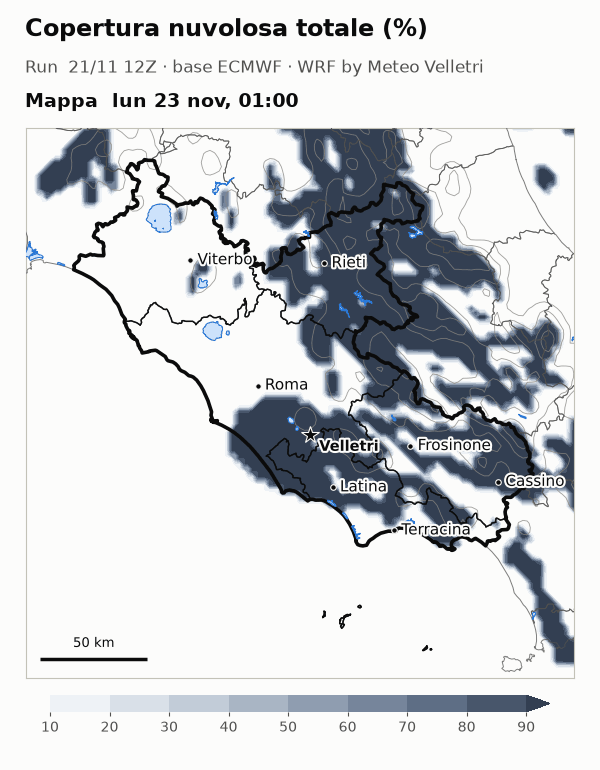 Copertura nuvolosa totale (%)
Run 21/11 12Z · base ECMWF · WRF by Meteo Velletri
Mappa lun 23 nov, 01:00
Viterbo
Rieti
Roma
Velletri
Frosinone
Cassino
Latina
Terracina
50 km
10 20 30 40 50 60 70 80 90